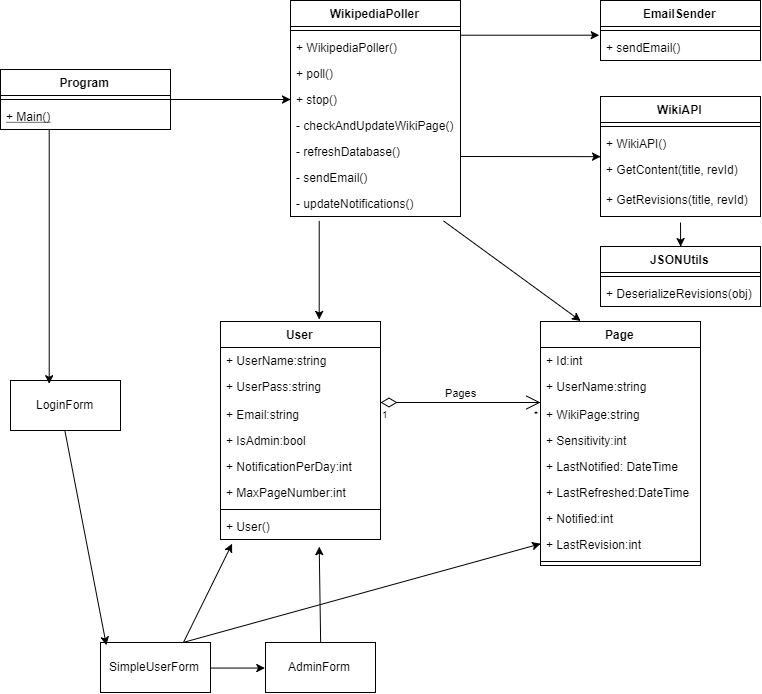 WikipediaPoller
+ WikipediaPoller()
+ poll()
+ stop()
- checkAndUpdateWikiPage()
- refreshDatabase()
- sendEmail()
- updateNotifications()
EmailSender
+ sendEmail()
Program
+ Main()
WikiAPI
+ WikiAPI()
+ GetContent(title, revId)
+ GetRevisions(title, revId)
JSONUtils
+ DeserializeRevisions(obj)
User
+ UserName:string
+ UserPass:string
+ Email:string
+ IsAdmin:bool
+ NotificationPerDay:int
+ MaxPageNumber:int
+ User()
Pages
1
*
Page
+ Id:int
+ UserName:string
+ WikiPage:string
+ Sensitivity:int
+ LastNotified: DateTime
+ LastRefreshed:DateTime
+ Notified:int
+ LastRevision:int
LoginForm
SimpleUserForm
AdminForm